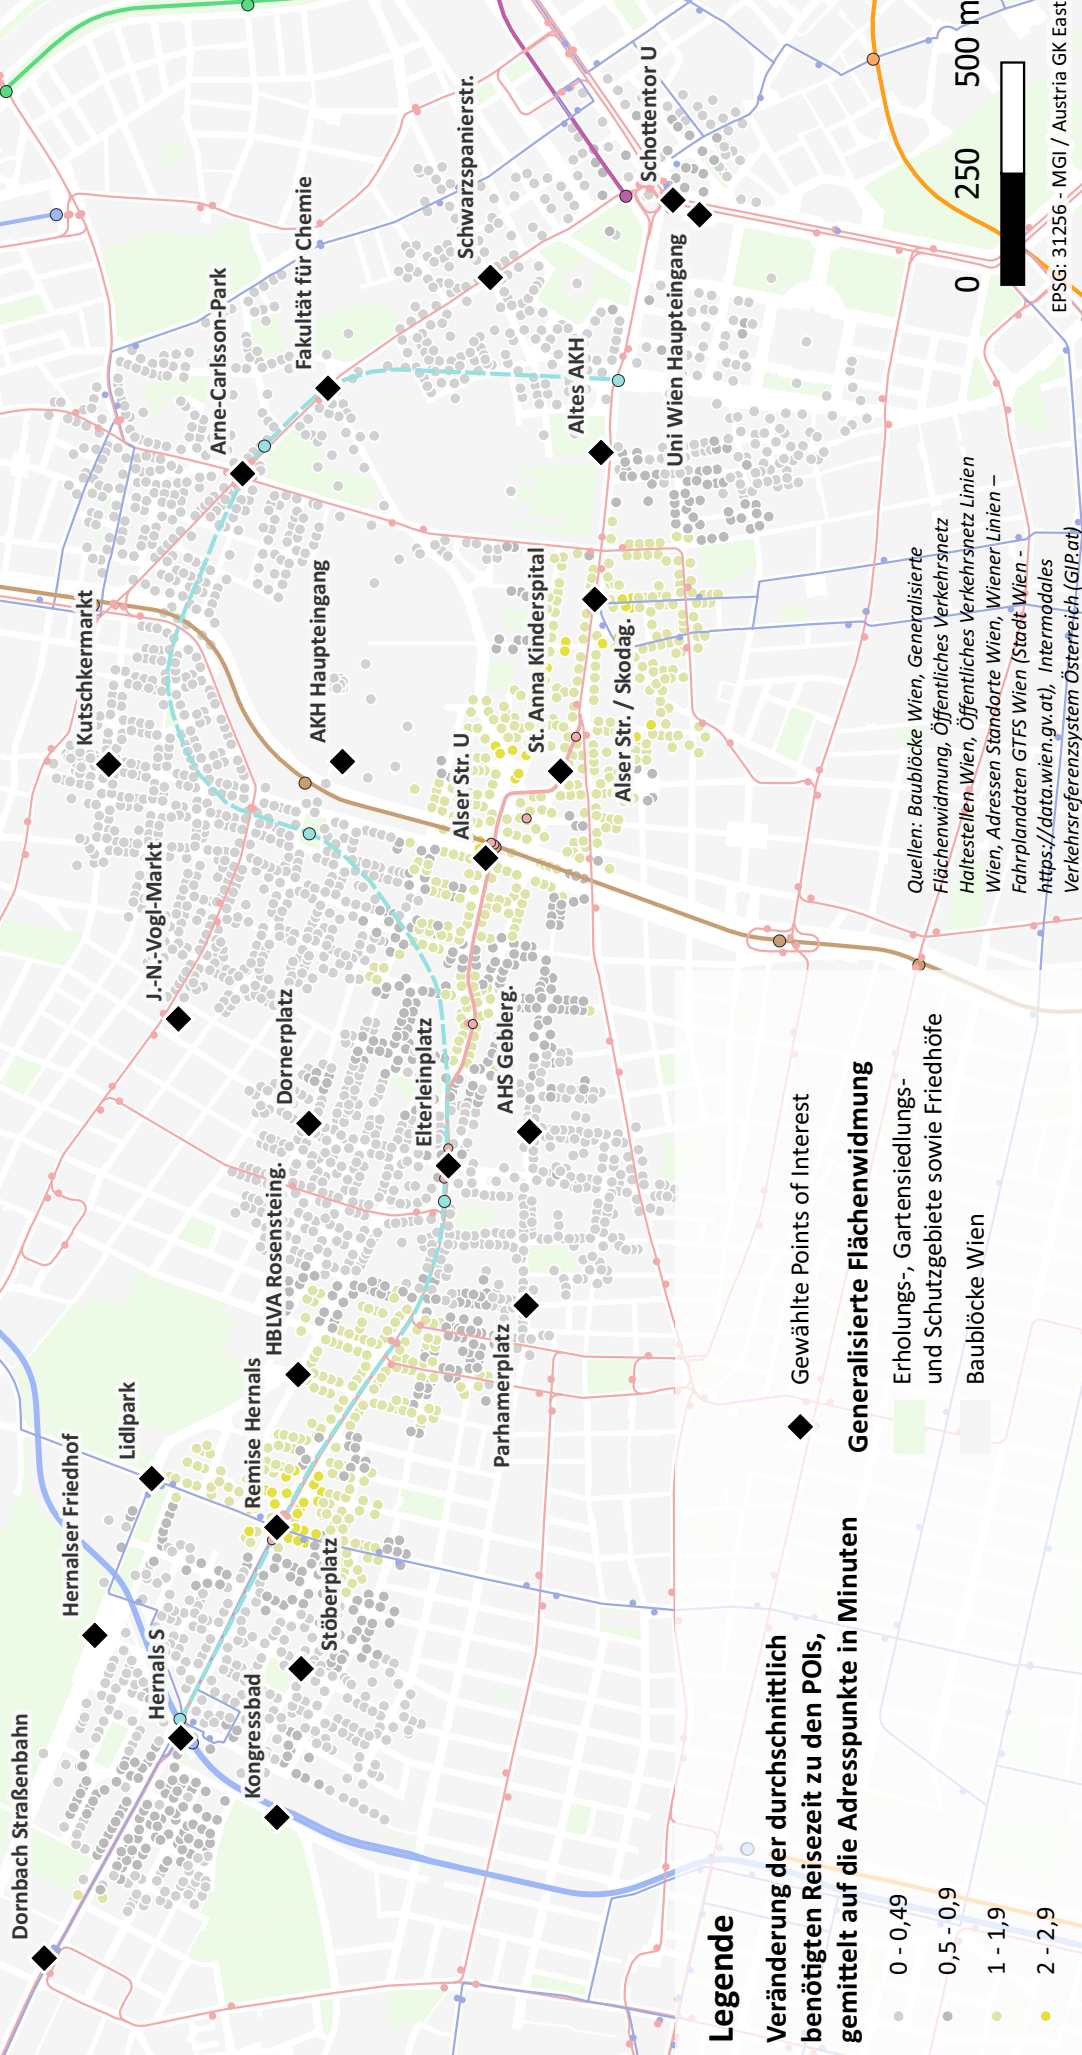 Dornbach Straßenbahn
Hernalser Friedhof
Lidlpark
Hernals S
Kongressbad
Stöberplatz
Remise Hernals
HBLVA Rosensteing.
Parhamerplatz
Dornerplatz
Elterleinplatz
AHS Geblerg.
J.-N.-Vogl-Markt
Kutschkermarkt
AKH Haupteingang
Alser Str. U
St. Anna Kinderspital
Alser Str. / Skodag.
Arne-Carlsson-Park
Fakultät für Chemie
Altes AKH
Schwarzspanierstr.
Uni Wien Haupteingang
Schottentor U
Legende
Veränderung der durchschnittlich
benötigten Reisezeit zu den POIs,
gemittelt auf die Adresspunkte in Minuten
0 - 0,49
0,5 - 0,9
1 - 1,9
2 - 2,9
Gewählte Points of Interest
Generalisierte Flächenwidmung
Erholungs-, Gartensiedlungs-
und Schutzgebiete sowie Friedhöfe
Baublöcke Wien
Quellen: Baublöcke Wien, Generalisierte
Flächenwidmung, Öffentliches Verkehrsnetz
Haltestellen Wien, Öffentliches Verkehrsnetz Linien
Wien, Adressen Standorte Wien, Wiener Linien –
Fahrplandaten GTFS Wien (Stadt Wien -
https://data.wien.gv.at), Intermodales
Verkehrsreferenzsystem Österreich (GIP.at)
0 250 500 m
EPSG: 31256 - MGI / Austria GK East